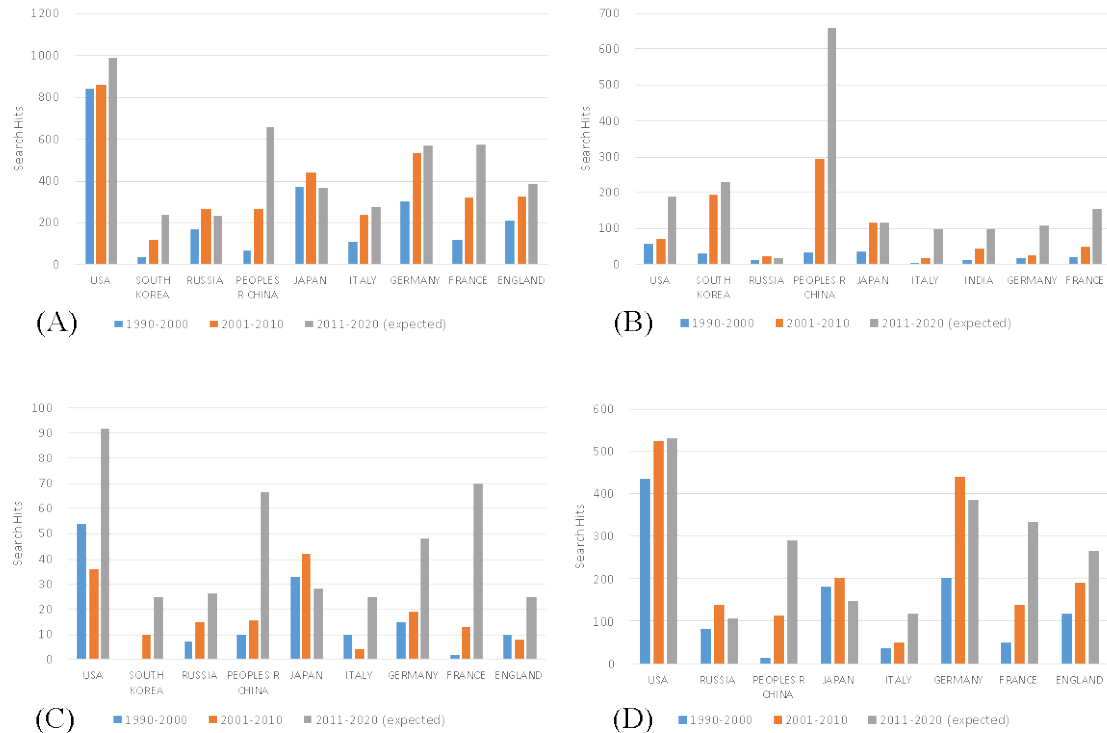 1200
1000
800
600
400
200
0
Search Hits
USA
SOUTH KOREA
RUSSIA
PEOPLES R CHINA
JAPAN
ITALY
GERMANY
FRANCE
ENGLAND
(A)
1990-2000
2001-2010
2011-2020 (expected)
700
600
500
400
300
200
100
0
Search Hits
USA
SOUTH KOREA
RUSSIA
PEOPLES R CHINA
JAPAN
ITALY
INDIA
GERMANY
FRANCE
(B)
1990-2000
2001-2010
2011-2020 (expected)
100
90
80
70
60
50
40
30
20
10
0
Search Hits
USA
SOUTH KOREA
RUSSIA
PEOPLES R CHINA
JAPAN
ITALY
GERMANY
FRANCE
ENGLAND
(C)
1990-2000
2001-2010
2011-2020 (expected)
600
500
400
300
200
100
0
Search Hits
USA
RUSSIA
PEOPLES R CHINA
JAPAN
ITALY
GERMANY
FRANCE
ENGLAND
(D)
1990-2000
2001-2010
2011-2020 (expected)